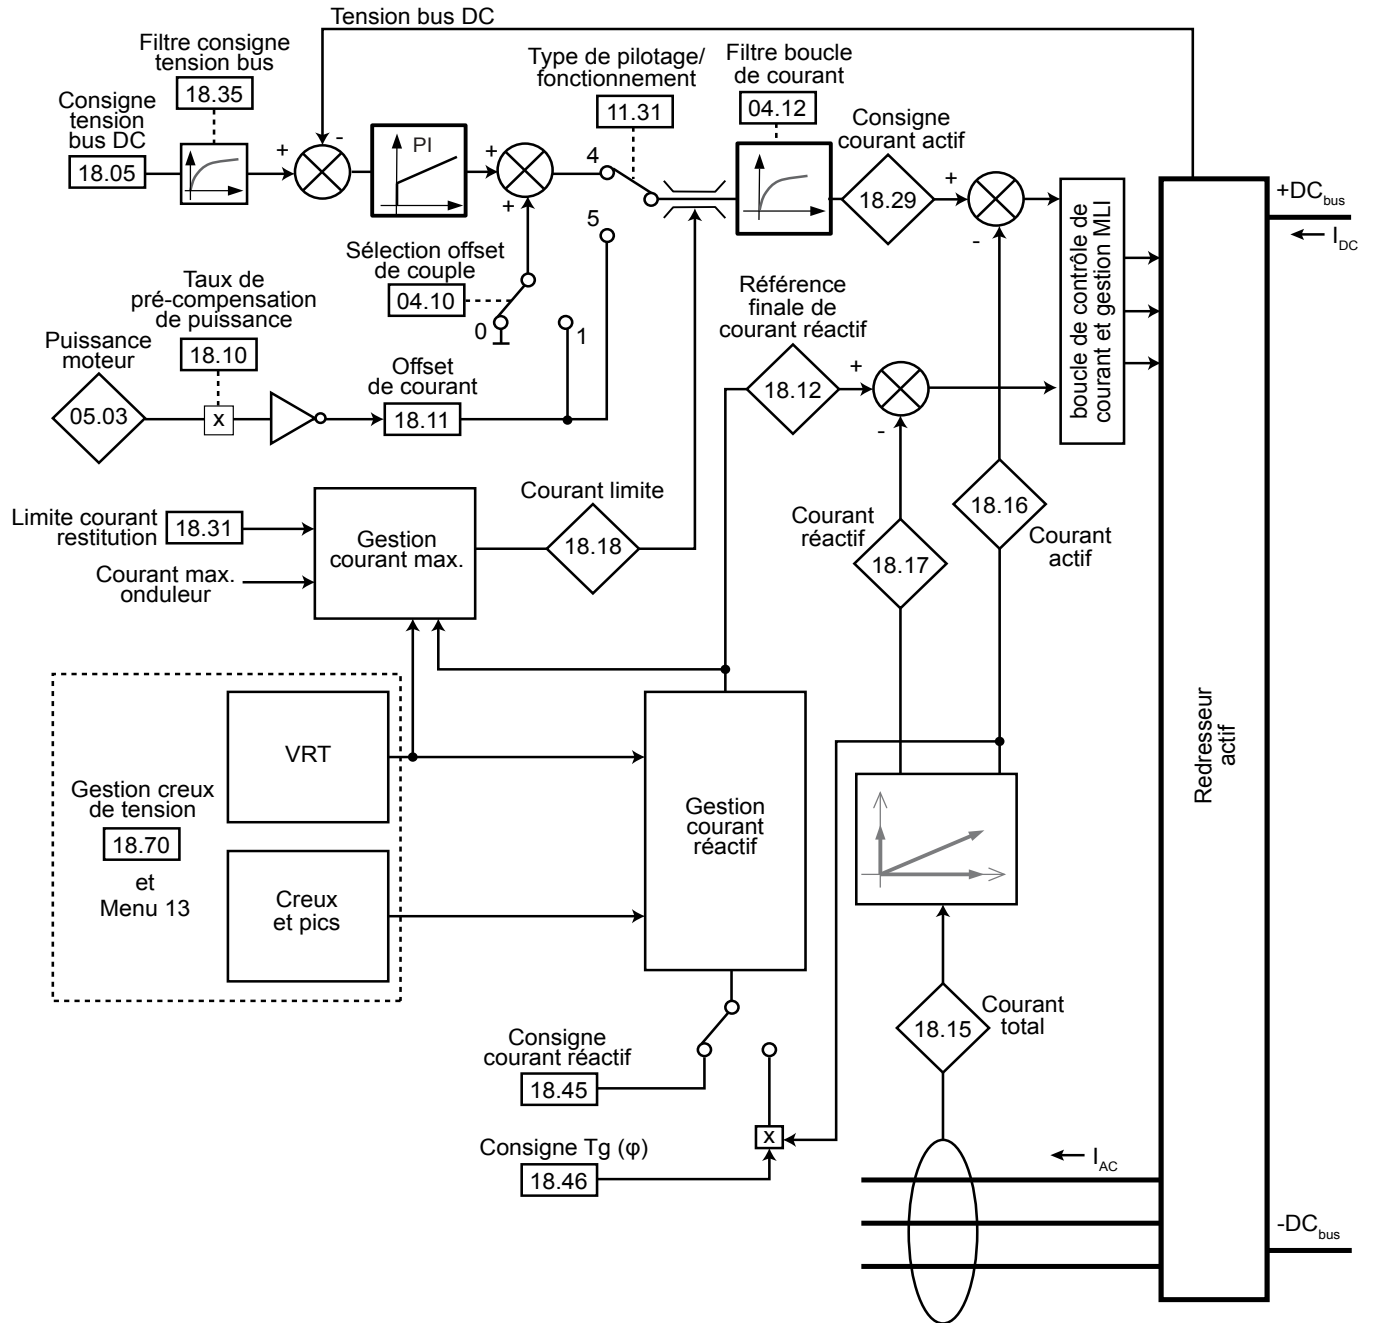 Tension bus DC
Filtre consigne
tension bus
18.35
Consigne
tension
bus DC
18.05
+
-
PI
+
+
Type de pilotage/
fonctionnement
11.31
4
5
Filtre boucle
de courant
04.12
Consigne
courant actif
18.29
+
-
boucle de contrôle de
courant et gestion MLI
+DCbus
IDC
Sélection offset
de couple
04.10
0
1
Taux de
pré-compensation
de puissance
18.10
Puissance
moteur
05.03
x
Offset
de courant
18.11
Référence
finale de
courant réactif
18.12
+
-
Limite courant
restitution
18.31
Courant max.
onduleur
Gestion
courant max.
Courant limite
18.18
Courant
réactif
18.17
18.16
Courant
actif
Redresseur
actif
VRT
Gestion creux
de tension
18.70
et
Menu 13
Creux
et pics
Gestion
courant
réactif
18.15
Courant
total
Consigne
courant réactif
18.45
Consigne Tg (φ)
18.46
x
IAC
-DCbus